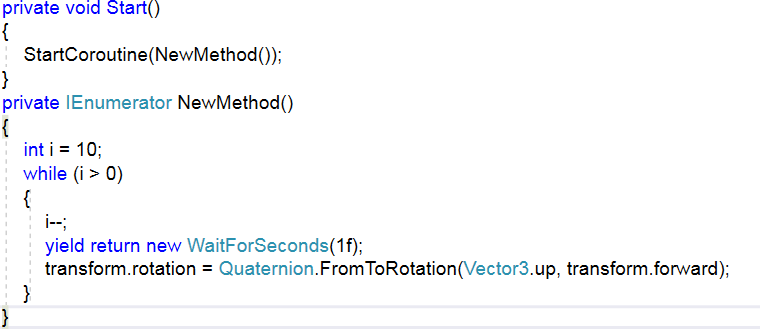 private void Start()
{
StartCoroutine(NewMethod());
}
private IEnumerator NewMethod()
{
int i = 10;
while (i > 0)
{
i--;
yield return new WaitForSeconds(1f);
transform.rotation = Quaternion.FromToRotation(Vector3.up, transform.forward);
}
}